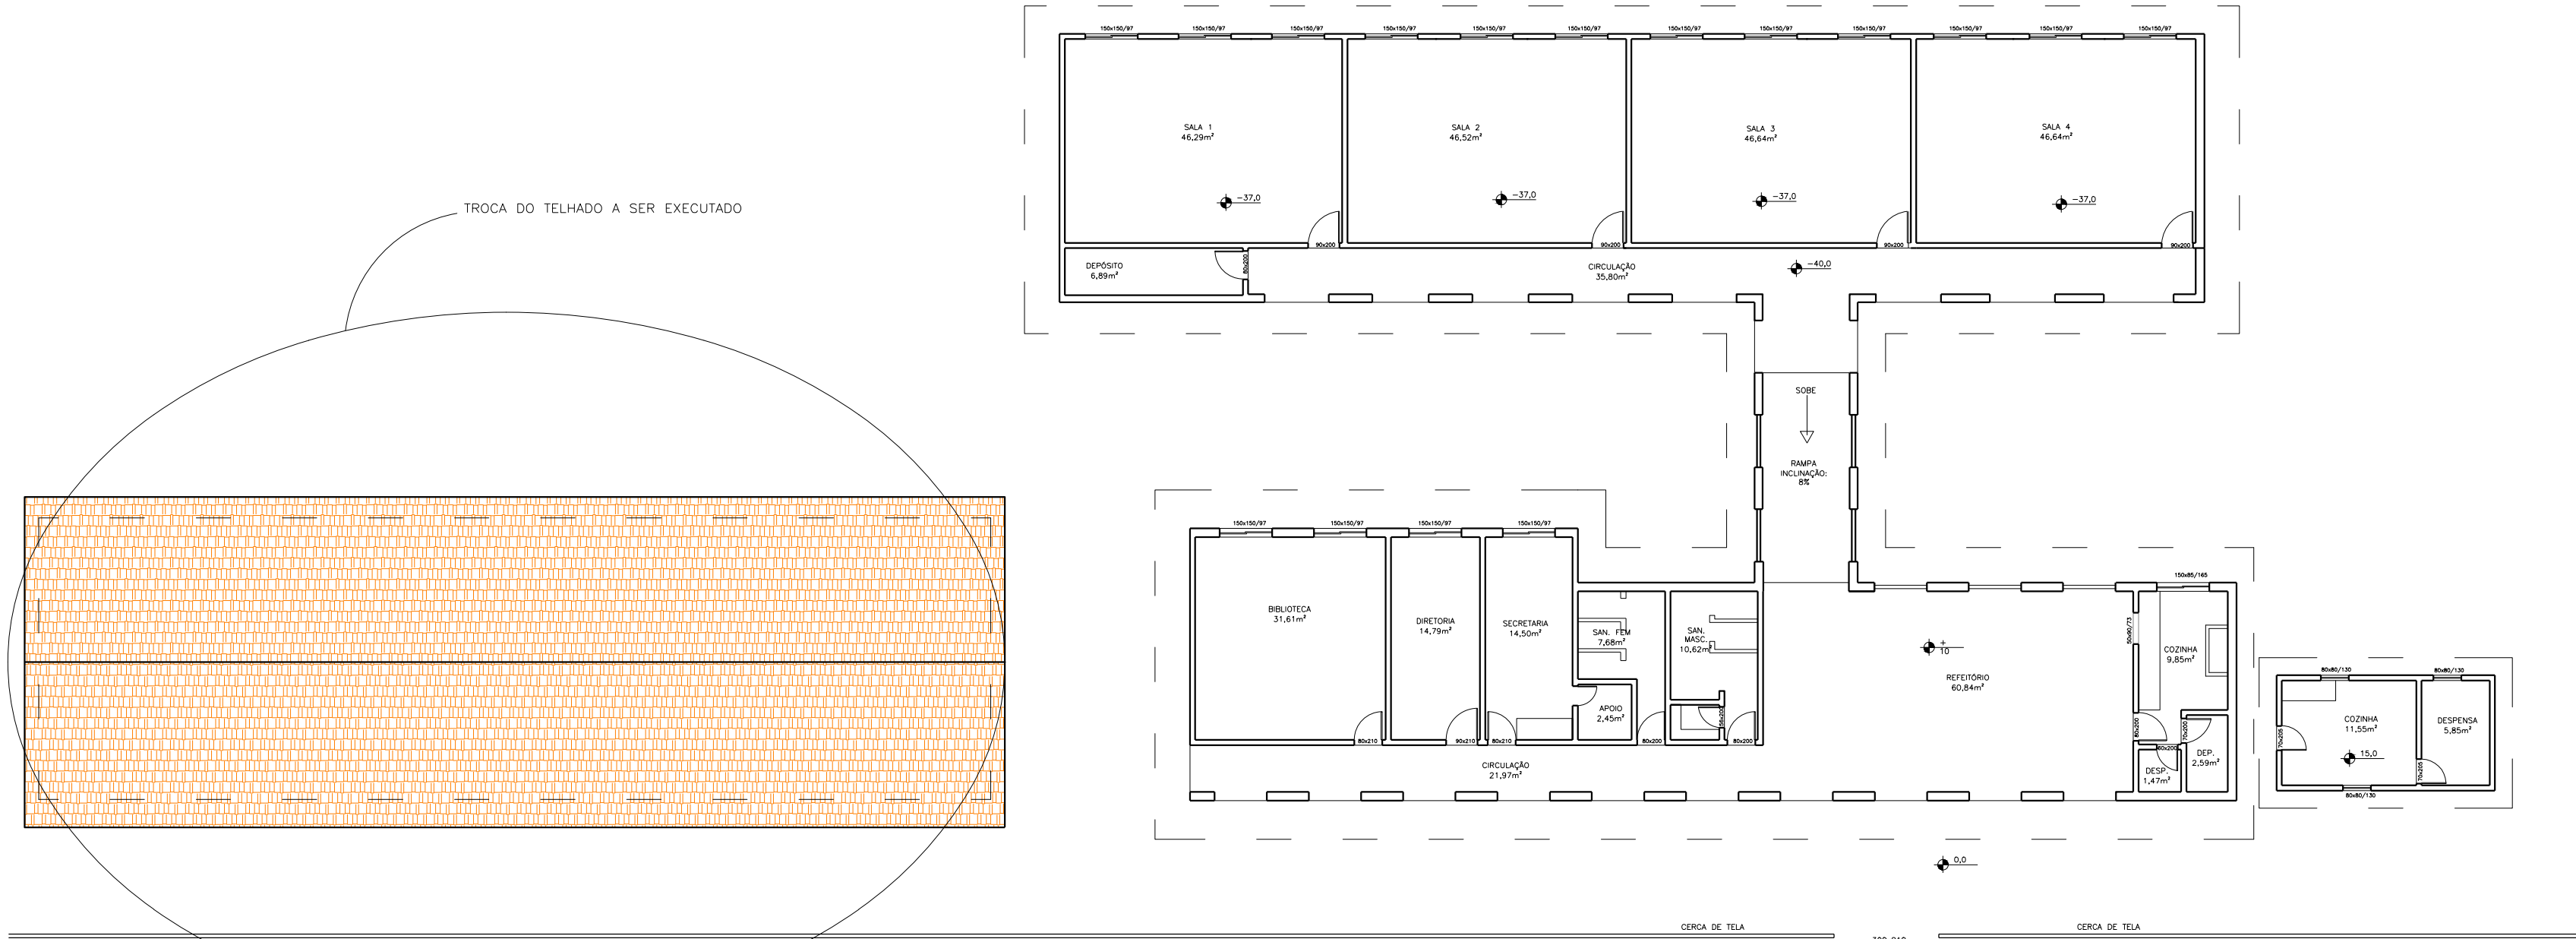 150x150/97
150x150/97
150x150/97
150x150/97
150x150/97
150x150/97
150x150/97
150x150/97
150x150/97
150x150/97
150x150/97
150x150/97
SALA 1
46,29m²
SALA 2
46,52m²
SALA 3
46,64m²
SALA 4
46,64m²
-37,0
-37,0
-37,0
-37,0
TROCA DO TELHADO A SER EXECUTADO
90x200
90x200
90x200
90x200
DEPÓSITO
6,89m²
80x200
CIRCULAÇÃO
35,80m²
-40,0
SOBE
RAMPA
INCLINAÇÃO:
8%
150x150/97
150x150/97
150x150/97
150x150/97
150x85/165
BIBLIOTECA
31,61m²
DIRETORIA
14,79m²
SECRETARIA
14,50m²
SAN. FEM
7,68m²
SAN.
MASC.
10,62m²
+
10
REFEITÓRIO
60,84m²
COZINHA
9,85m²
80x80/130
80x80/130
APOIO
2,45m²
COZINHA
11,55m²
DESPENSA
5,85m²
15,0
70x205
70x205
80x80/130
80x210
90x210
80x210
80x200
80x200
80x200
60x200
70x200
DEP.
2,59m²
DESP.
1,47m²
CIRCULAÇÃO
21,97m²
0,0
CERCA DE TELA
CERCA DE TELA